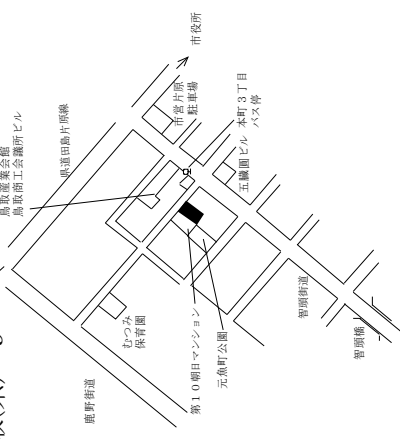 市役所
鳥取産業会館
鳥取商工会議所ビル
県道田島片原線
市営片原
駐車場
本町3丁目
バス停
五臓圓ビル
むつみ
保育園
鹿野街道
第10朝日マンション
元魚町公園
智頭街道
智頭橋